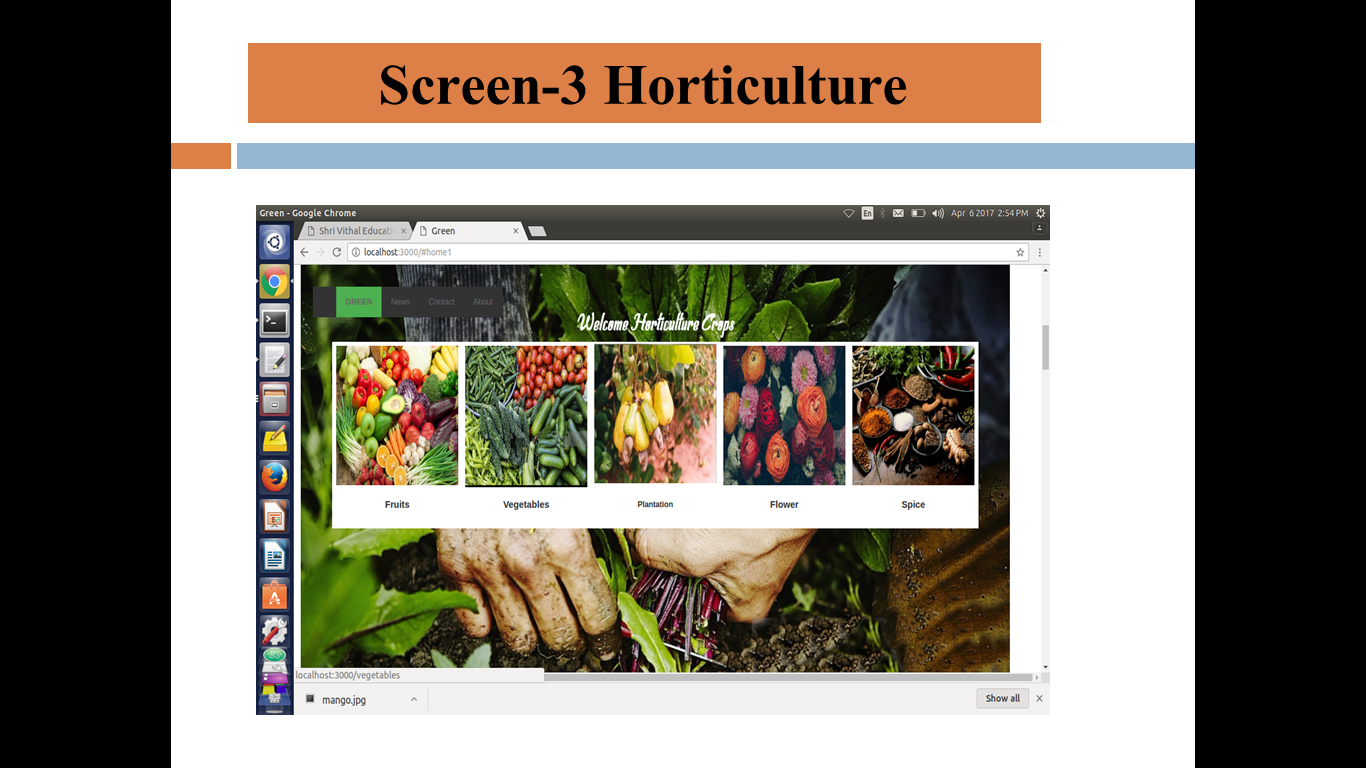 Screen-3 Horticulture
Green - Google Chrome
En
Apr 6 2017 2:54 PM
Shri Vithal Educati
Green
localhost:3000/#home1
GREEN News Contact About
Welcome Horticulture Crops
Fruits Vegetables Plantation Flower Spice
localhost:3000/vegetables
mango.jpg
Show all